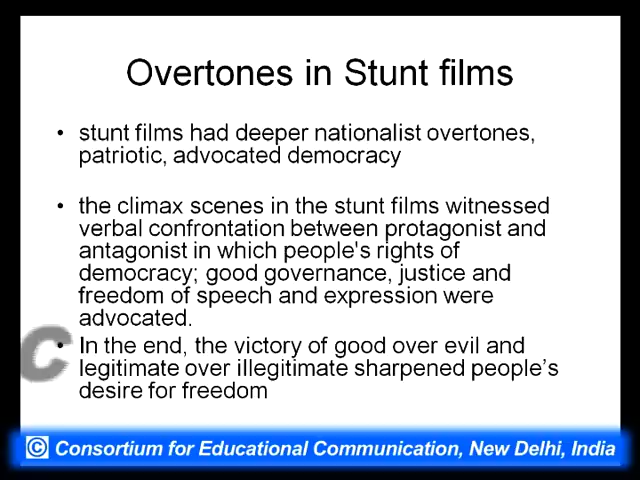 Overtones in Stunt films
• stunt films had deeper nationalist overtones,
patriotic, advocated democracy
• the climax scenes in the stunt films witnessed
verbal confrontation between protagonist and
antagonist in which people's rights of
democracy; good governance, justice and
freedom of speech and expression were
advocated.
• In the end, the victory of good over evil and
legitimate over illegitimate sharpened people’s
desire for freedom
C
© Consortium for Educational Communication, New Delhi, India